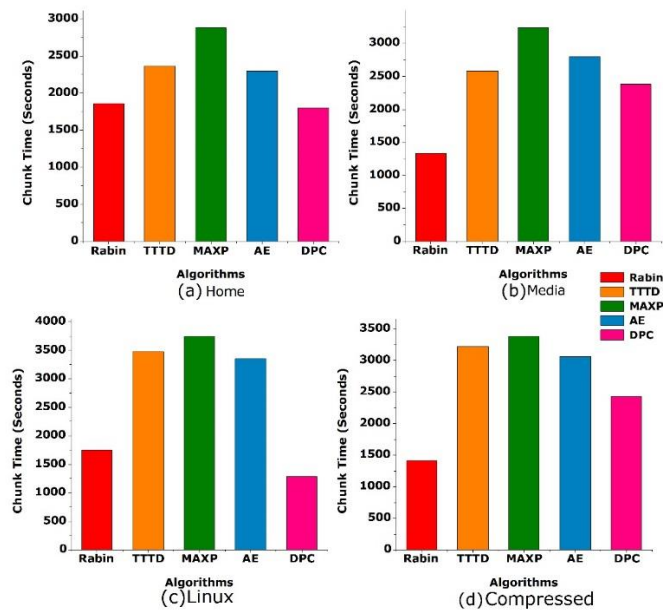 3000
2500
2000
1500
1000
500
0
Chunk Time (Seconds)
Rabin TTTD MAXP AE DPC
Algorithms
(a) Home
3000
2500
2000
1500
1000
500
0
Chunk Time (Seconds)
Rabin TTTD MAXP AE DPC
Algorithms
(b) Media
Rabin
TTTD
MAXP
AE
DPC
4000
3500
3000
2500
2000
1500
1000
500
0
Chunk Time (Seconds)
Rabin TTTD MAXP AE DPC
Algorithms
(c) Linux
3500
3000
2500
2000
1500
1000
500
0
Chunk Time (Seconds)
Rabin TTTD MAXP AE DPC
Algorithms
(d) Compressed